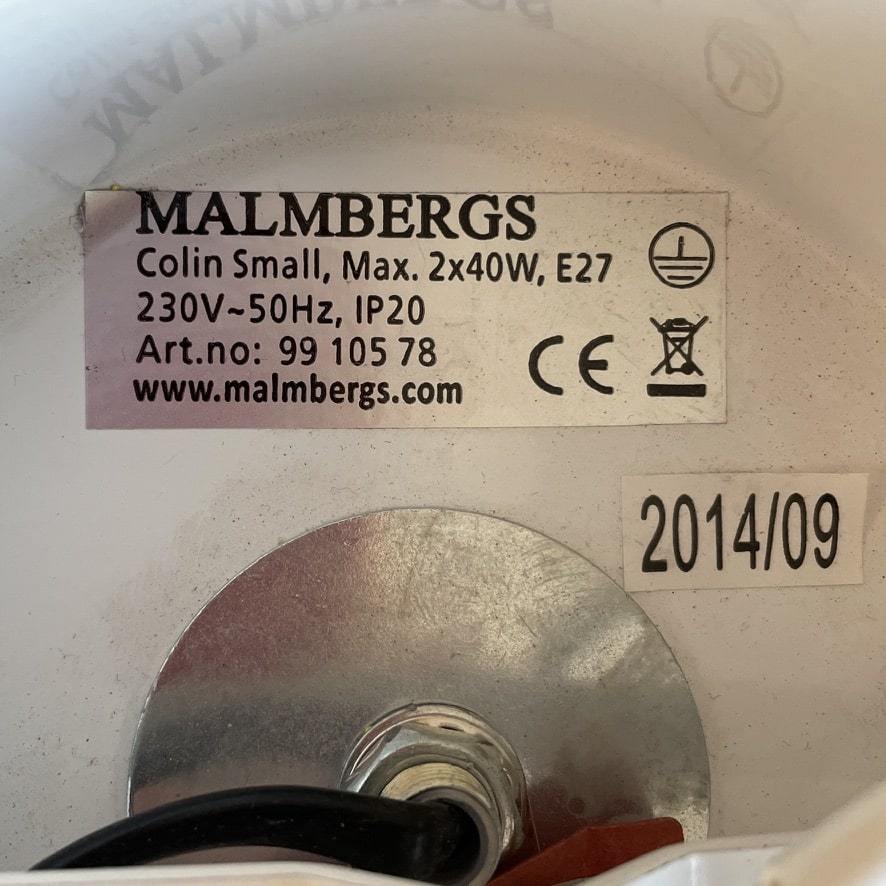 MALMBERGS
Colin Small, Max. 2x40W, E27
230V~50Hz, IP20
Art.no: 99 105 78
www.malmbergs.com
CE
2014/09